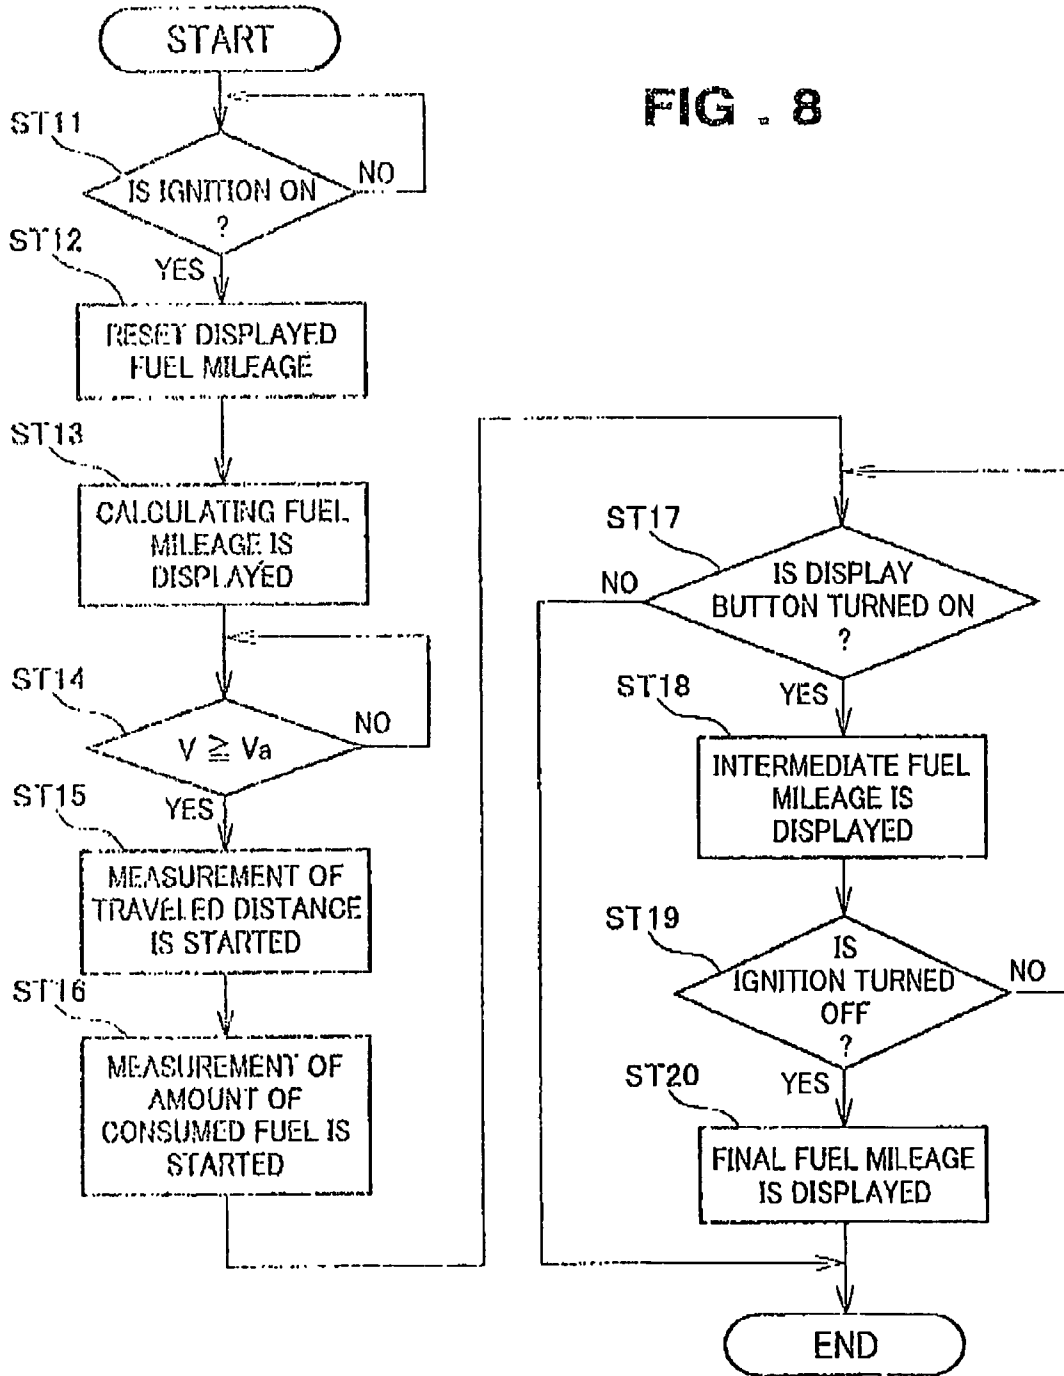 START
FIG. 8
ST11
IS IGNITION ON
?
NO
YES
ST12
RESET DISPLAYED
FUEL MILEAGE
ST13
CALCULATING FUEL
MILEAGE IS
DISPLAYED
ST14
V ≧ Va
NO
YES
ST15
MEASUREMENT OF
TRAVELED DISTANCE
IS STARTED
ST16
MEASUREMENT OF
AMOUNT OF
CONSUMED FUEL IS
STARTED
ST17
IS DISPLAY
BUTTON TURNED ON
?
NO
YES
ST18
INTERMEDIATE FUEL
MILEAGE IS
DISPLAYED
ST19
IS
IGNITION TURNED
OFF
?
NO
YES
ST20
FINAL FUEL MILEAGE
IS DISPLAYED
END